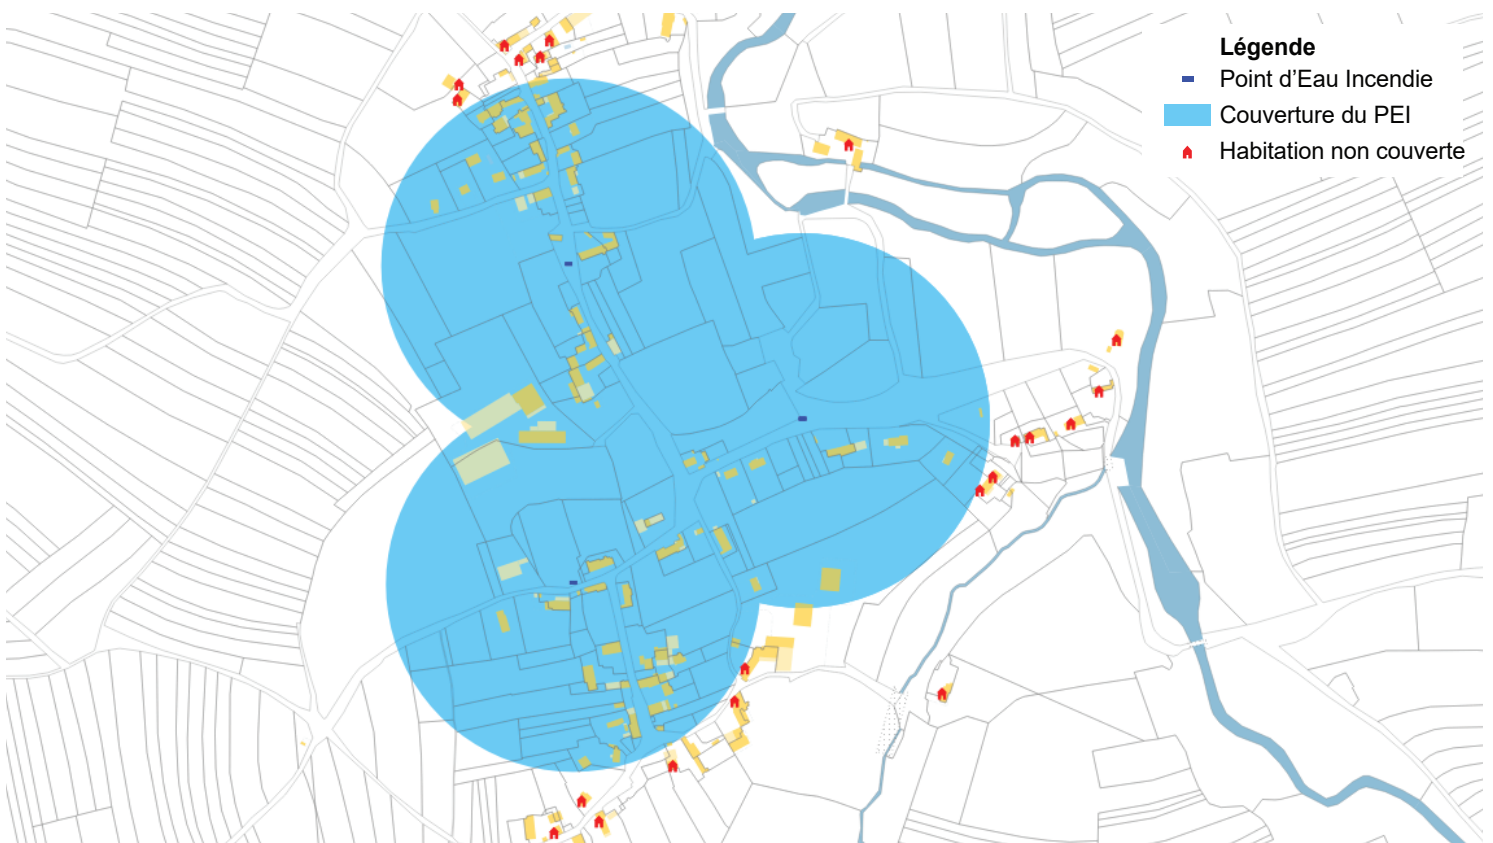 Légende
Point d’Eau Incendie
Couverture du PEI
Habitation non couverte